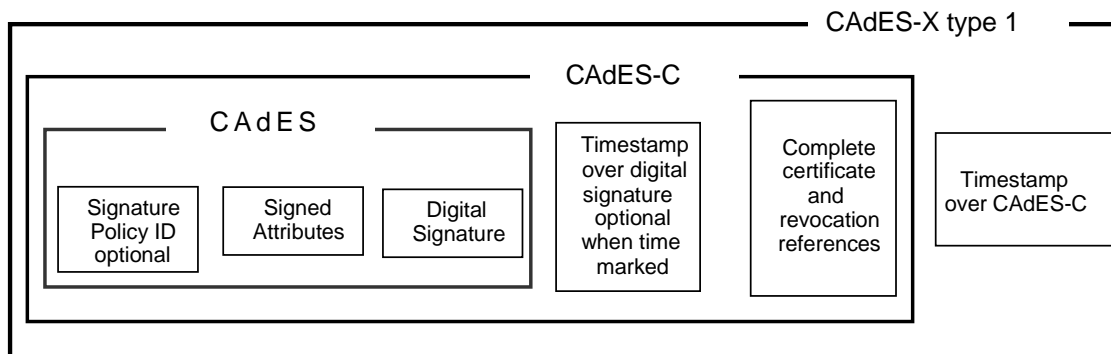 CAdES-X type 1
CAdES-C
CAdES
Signature
Policy ID
optional
Signed
Attributes
Digital
Signature
Timestamp
over digital
signature
optional
when time
marked
Complete
certificate
and
revocation
references
Timestamp
over CAdES-C